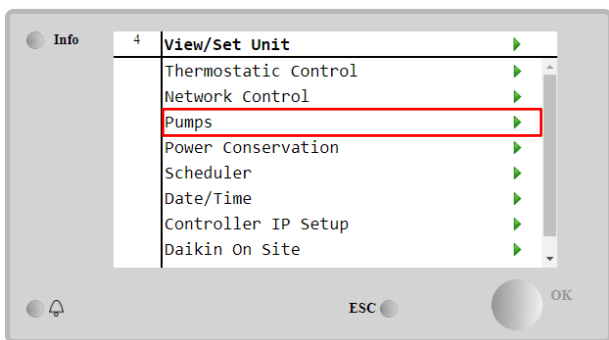 Info
4 View/Set Unit
Thermostatic Control
Network Control
Pumps
Power Conservation
Scheduler
Date/Time
Controller IP Setup
Daikin On Site
ESC
OK